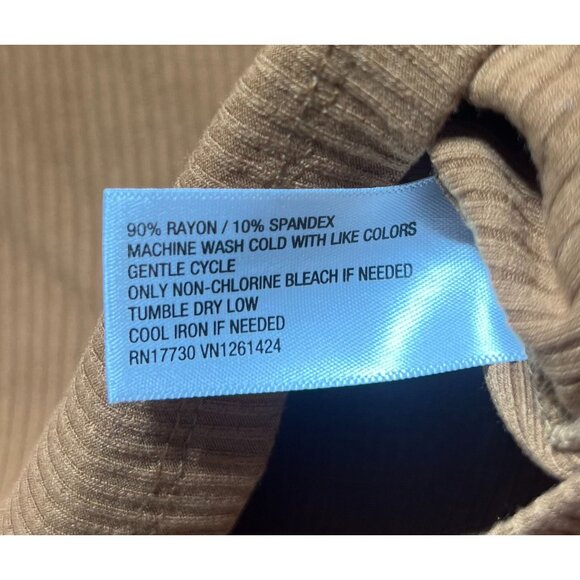 90% RAYON / 10% SPANDEX
MACHINE WASH COLD WITH LIKE COLORS
GENTLE CYCLE
ONLY NON-CHLORINE BLEACH IF NEEDED
TUMBLE DRY LOW
COOL IRON IF NEEDED
RN17730 VN1261424